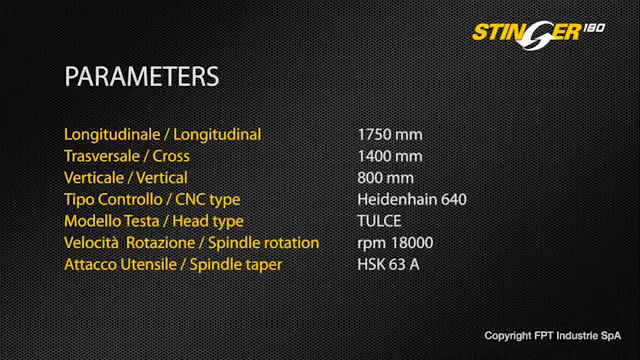 STINGER 180
PARAMETERS
Longitudinale / Longitudinal 1750 mm
Trasversale / Cross 1400 mm
Verticale / Vertical 800 mm
Tipo Controllo / CNC type Heidenhain 640
Modello Testa / Head type TULCE
Velocità Rotazione / Spindle rotation rpm 18000
Attacco Utensile / Spindle taper HSK 63 A
Copyright FPT Industrie SpA